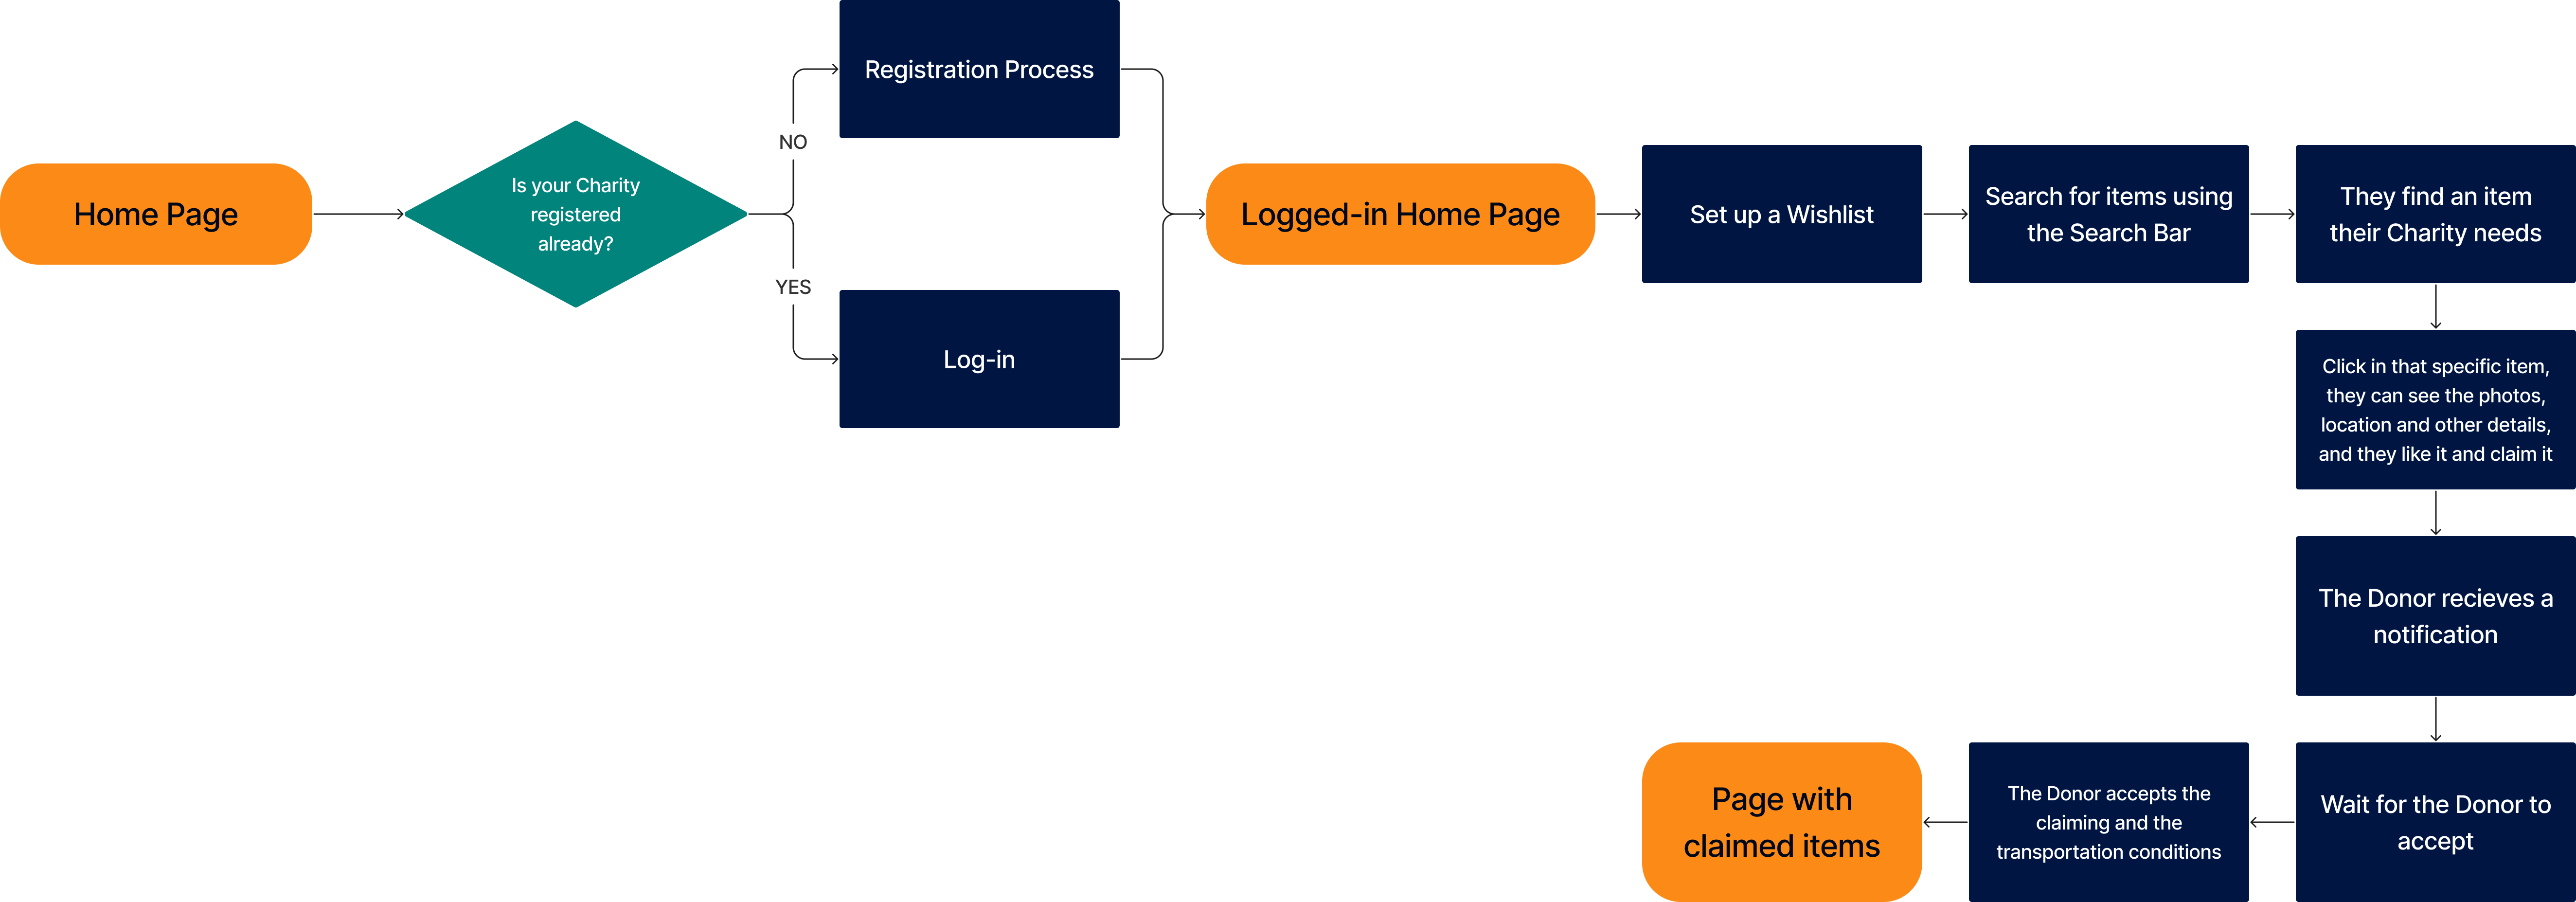 Home Page
Is your Charity
registered
already?
NO
YES
Registration Process
Log-in
Logged-in Home Page
Set up a Wishlist
Search for items using
the Search Bar
They find an item
their Charity needs
Click in that specific item,
they can see the photos,
location and other details,
and they like it and claim it
The Donor recieves a
notification
Wait for the Donor to
accept
The Donor accepts the
claiming and the
transportation conditions
Page with
claimed items